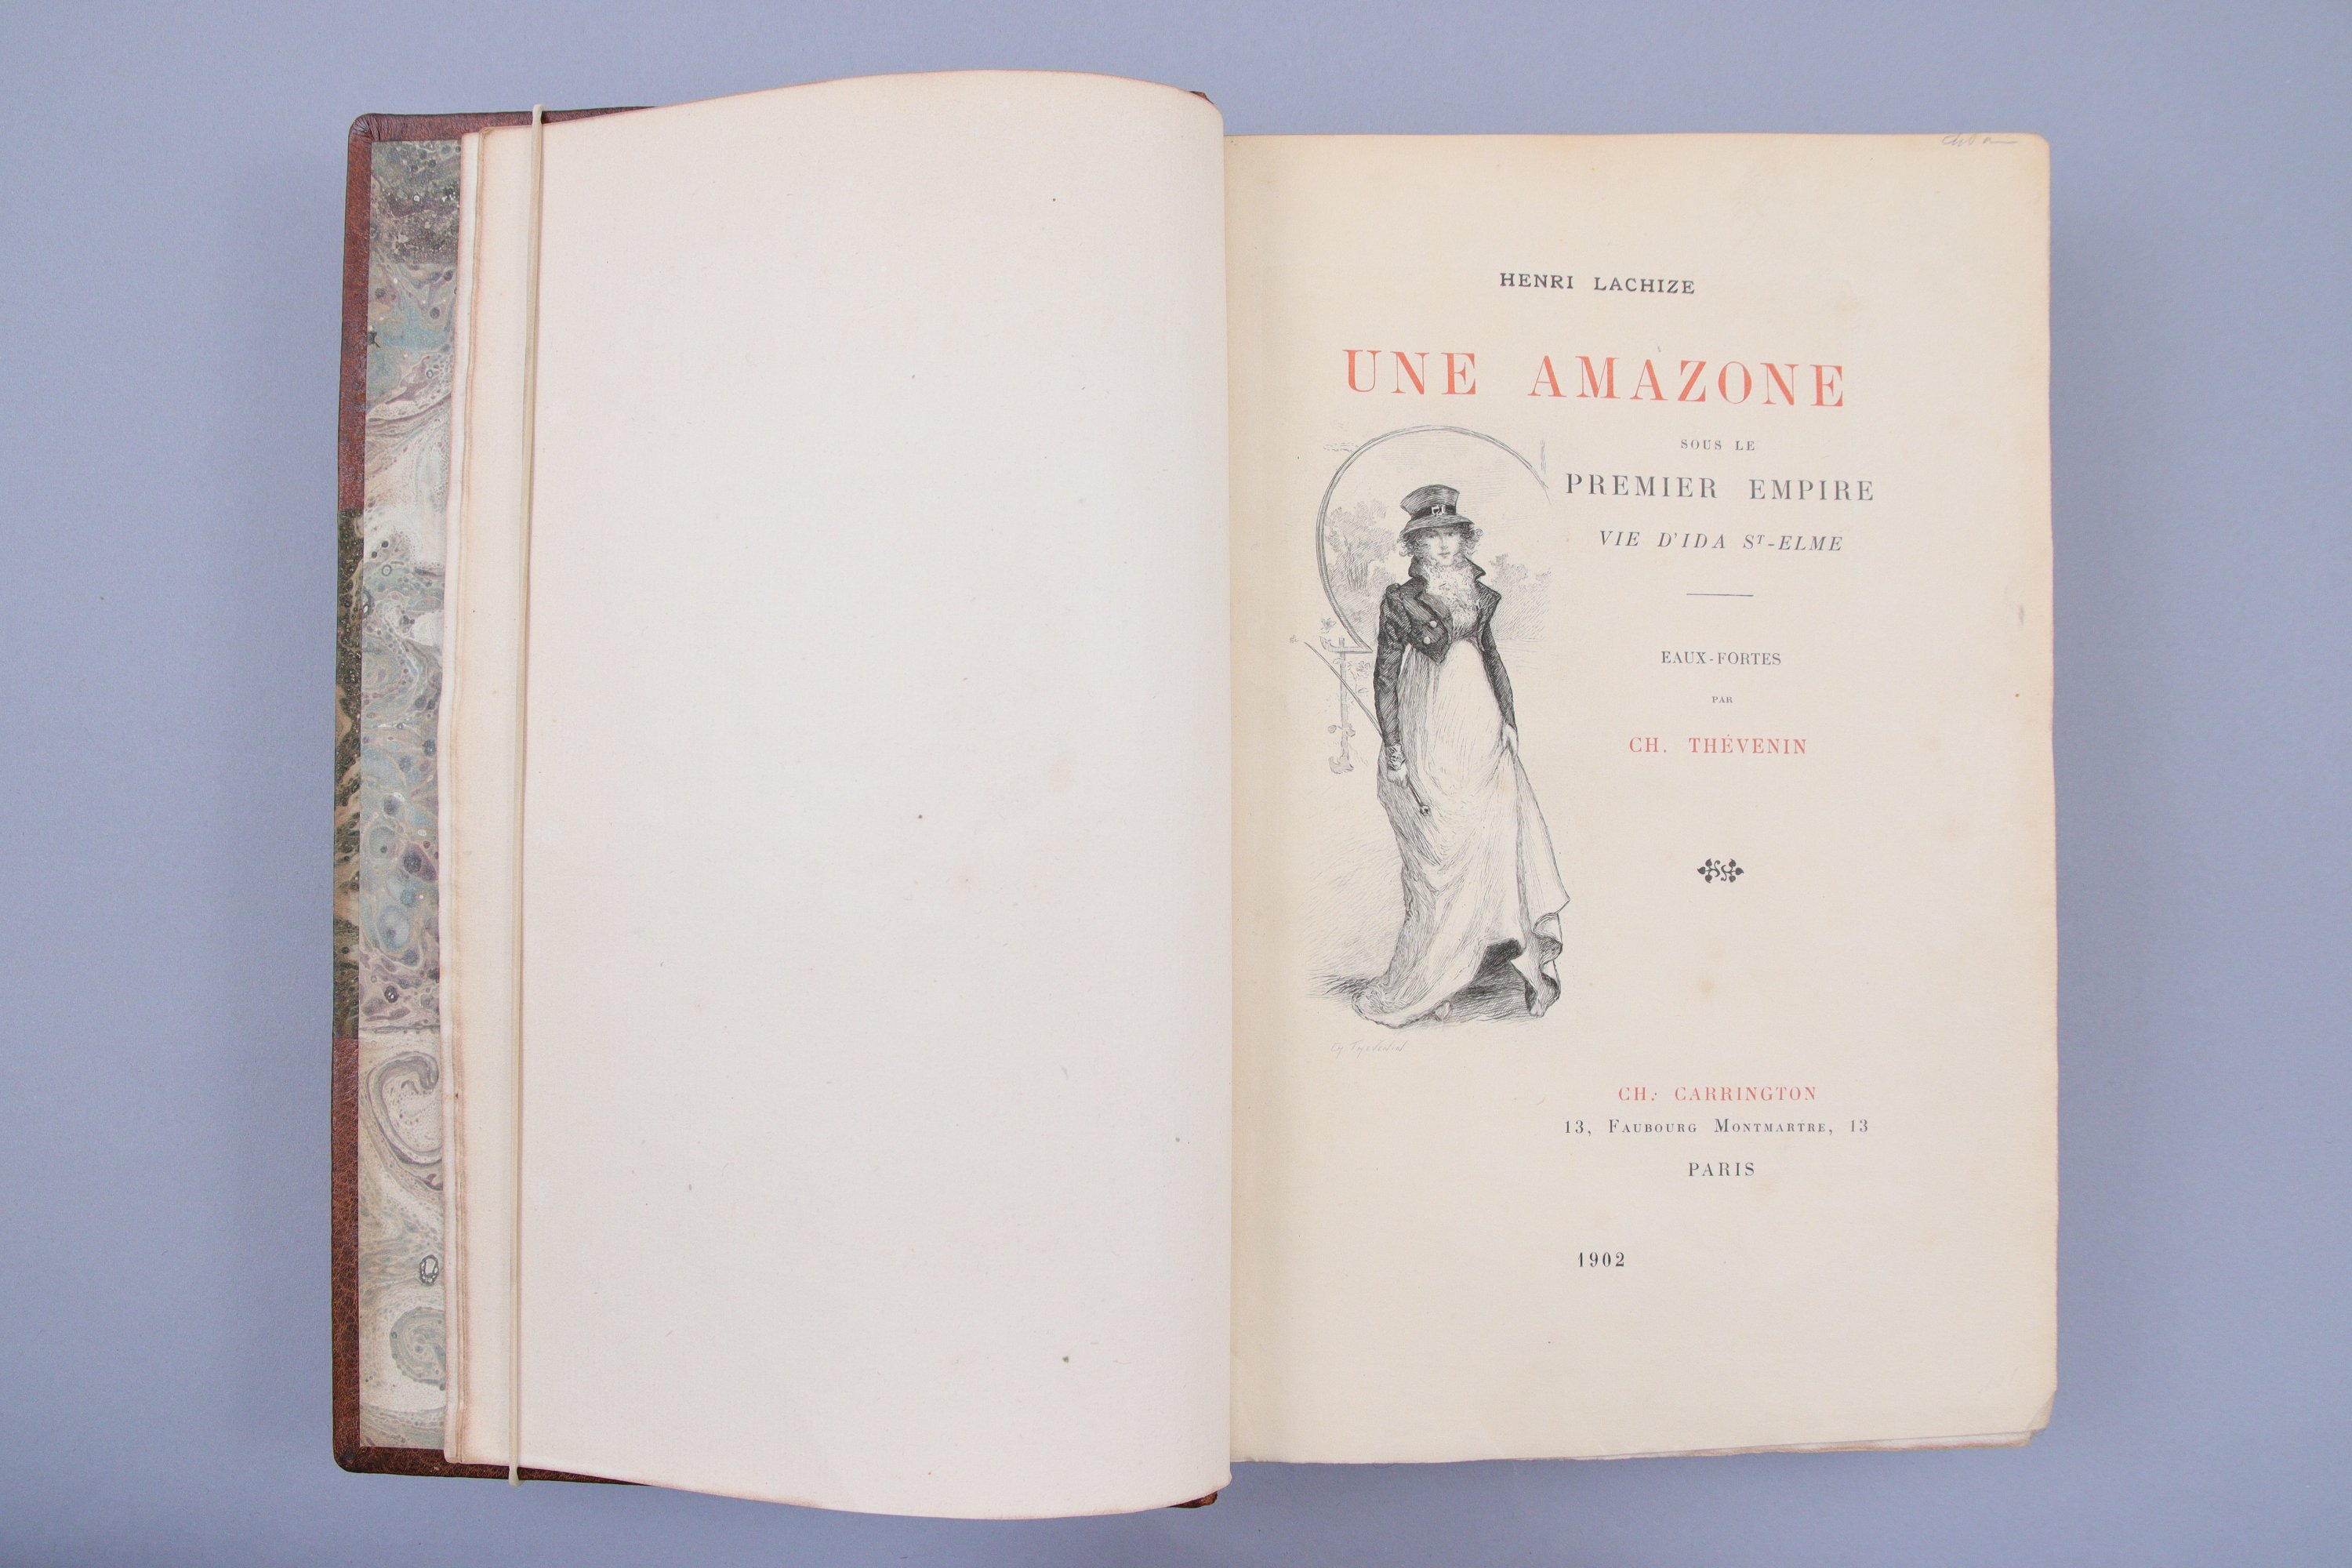 HENRI LACHIZE
UNE AMAZONE
SOUS LE
PREMIER EMPIRE
VIE D'IDA Sᵀ-ELME
EAUX-FORTES
PAR
CH. THÉVENIN
CH. CARRINGTON
13, FAUBOURG MONTMARTRE, 13
PARIS
1902